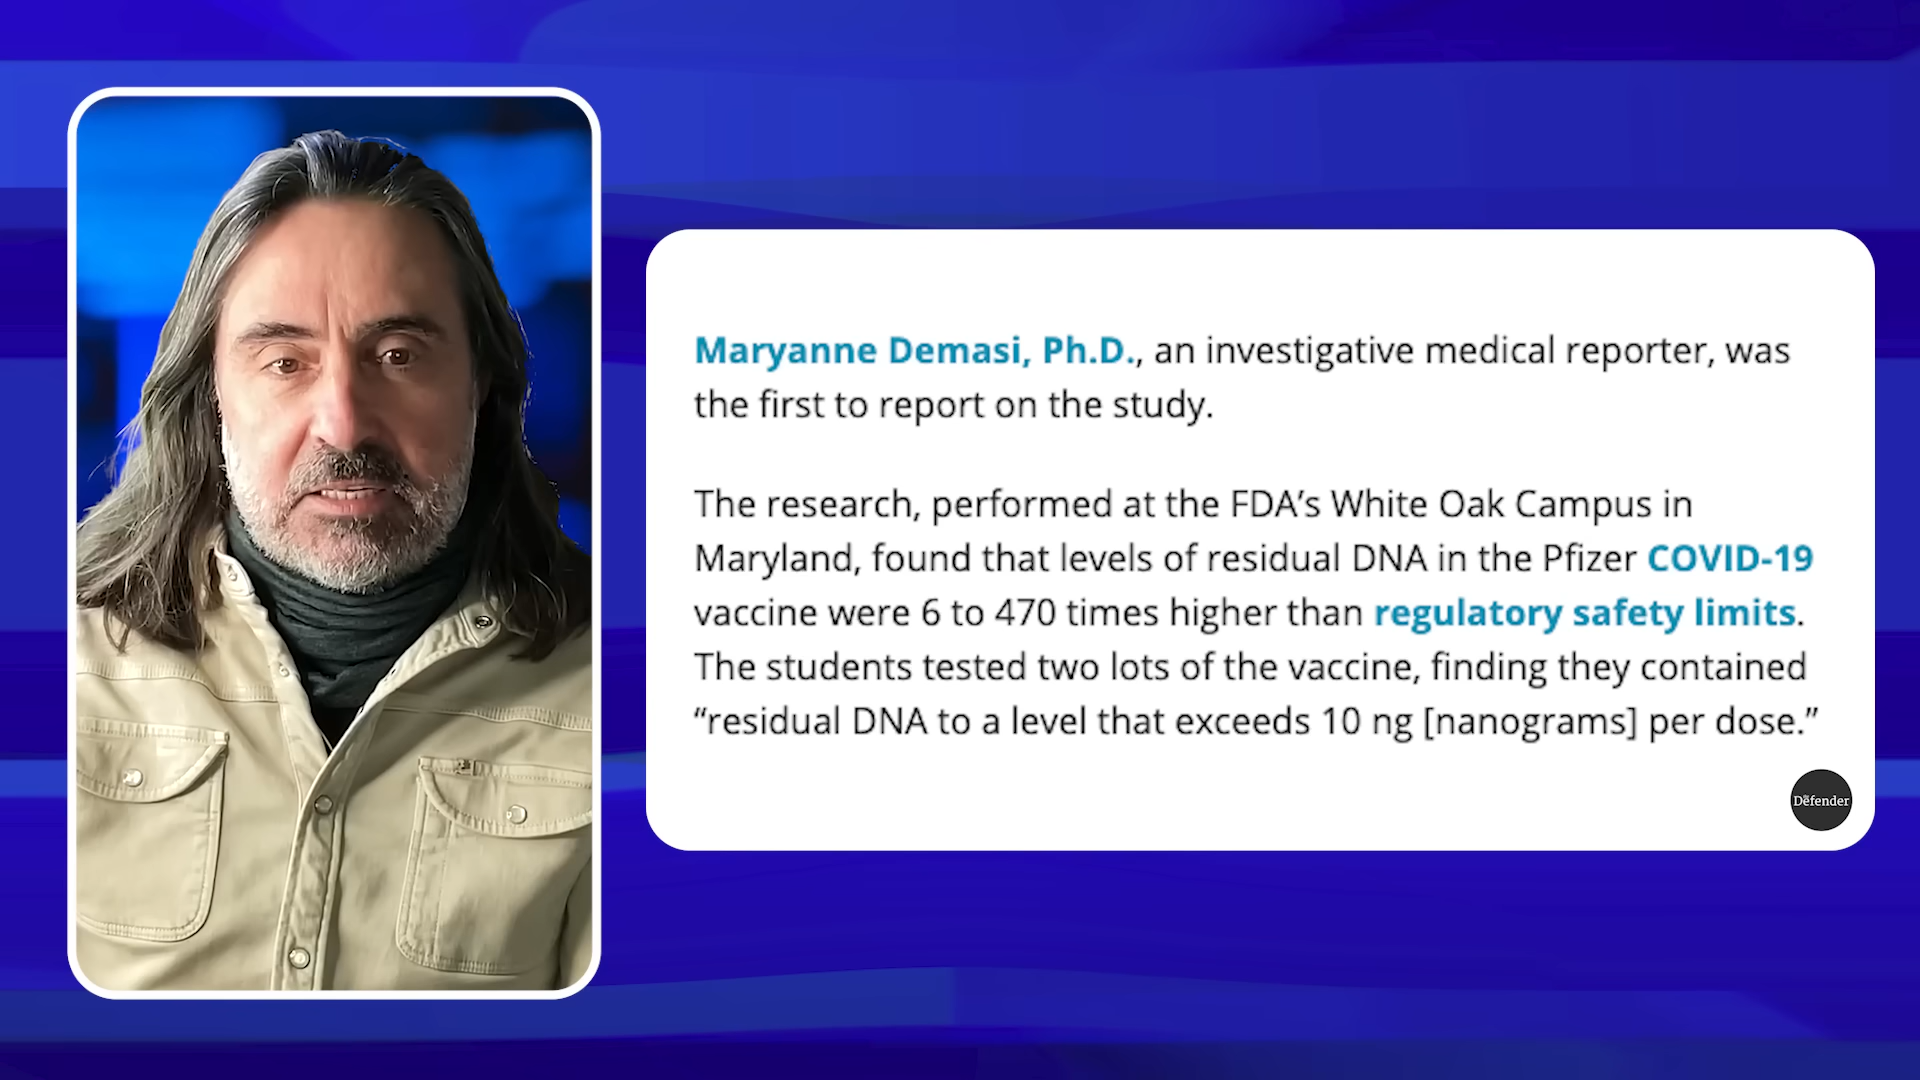 Maryanne Demasi, Ph.D., an investigative medical reporter, was
the first to report on the study.
The research, performed at the FDA’s White Oak Campus in
Maryland, found that levels of residual DNA in the Pfizer COVID-19
vaccine were 6 to 470 times higher than regulatory safety limits.
The students tested two lots of the vaccine, finding they contained
“residual DNA to a level that exceeds 10 ng [nanograms] per dose.”
The
Defender